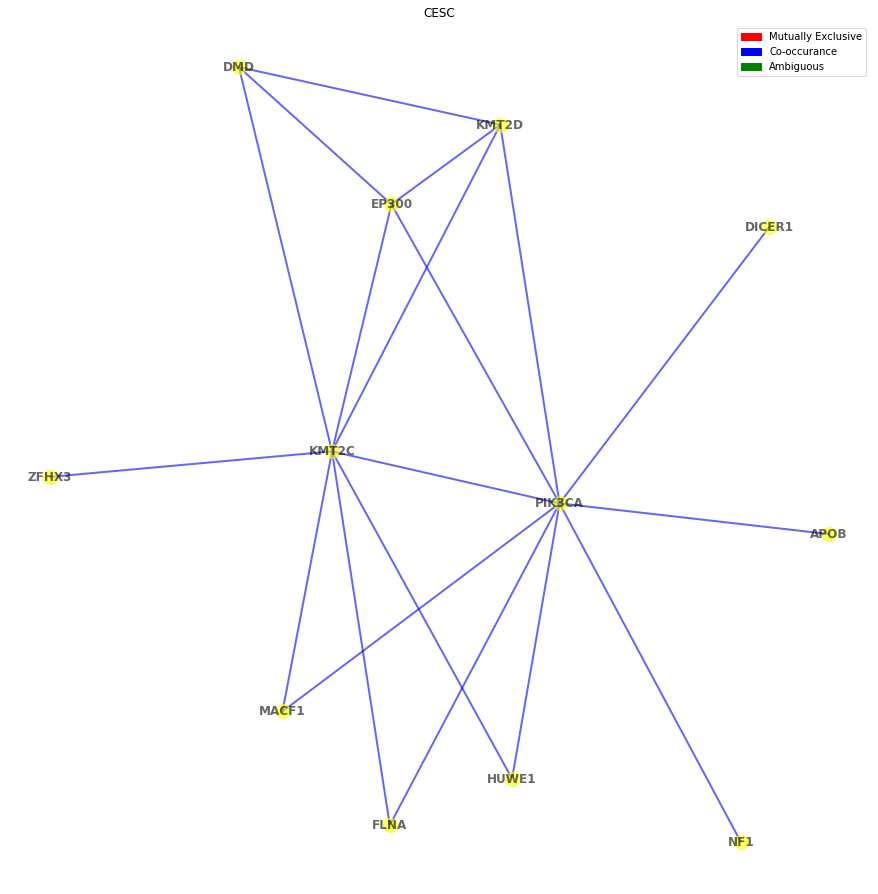 CESC
Mutually Exclusive
Co-occurance
Ambiguous
DMD
KMT2D
EP300
DICER1
KMT2C
ZFHX3
PIK3CA
APOB
MACF1
HUWE1
FLNA
NF1